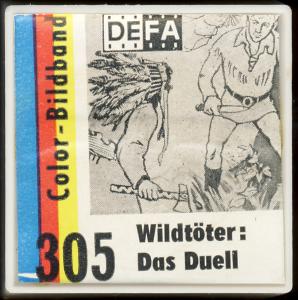 DEFA
Color-Bildband
305
Wildtöter:
Das Duell